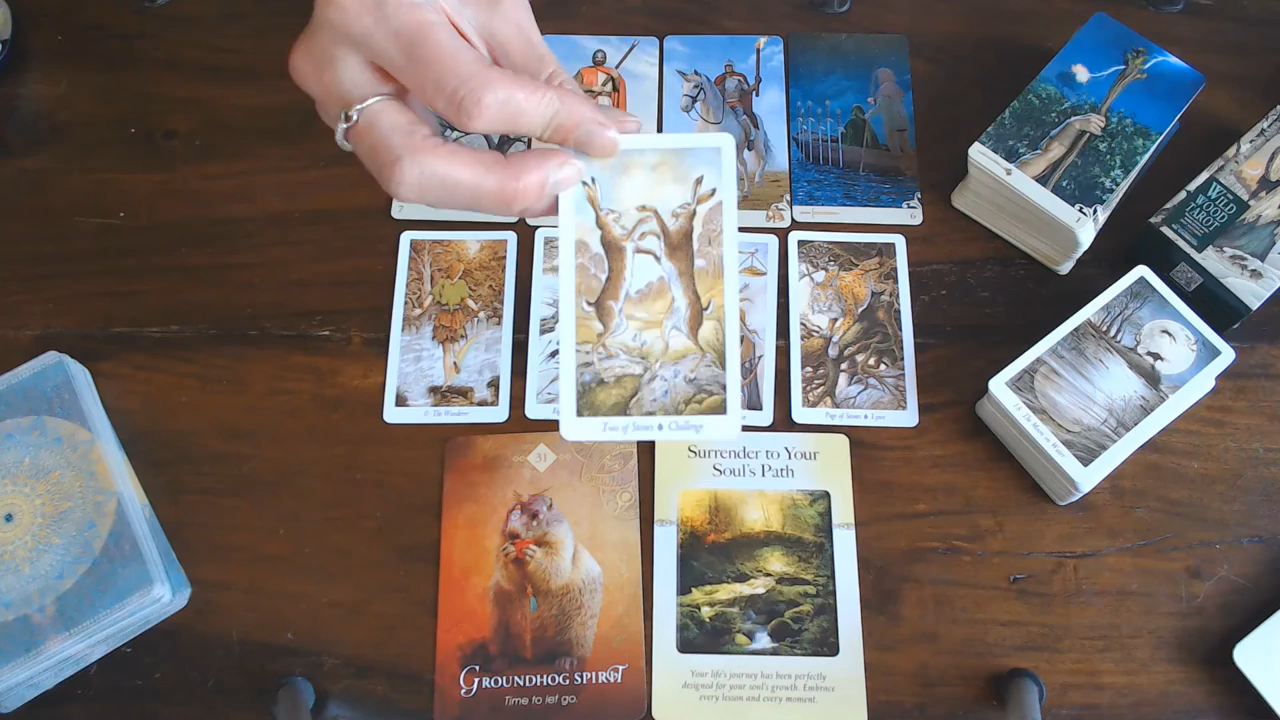 7
6
WILD
WOOD
TAROT
0 The Wanderer
Two of Stones Challenge
Page of Stones Lynx
18 The Moon on Water
31
GROUNDHOG SPIRIT
Time to let go.
Surrender to Your
Soul's Path
Your life's journey has been perfectly
designed for your soul's growth. Embrace
every lesson and every moment.